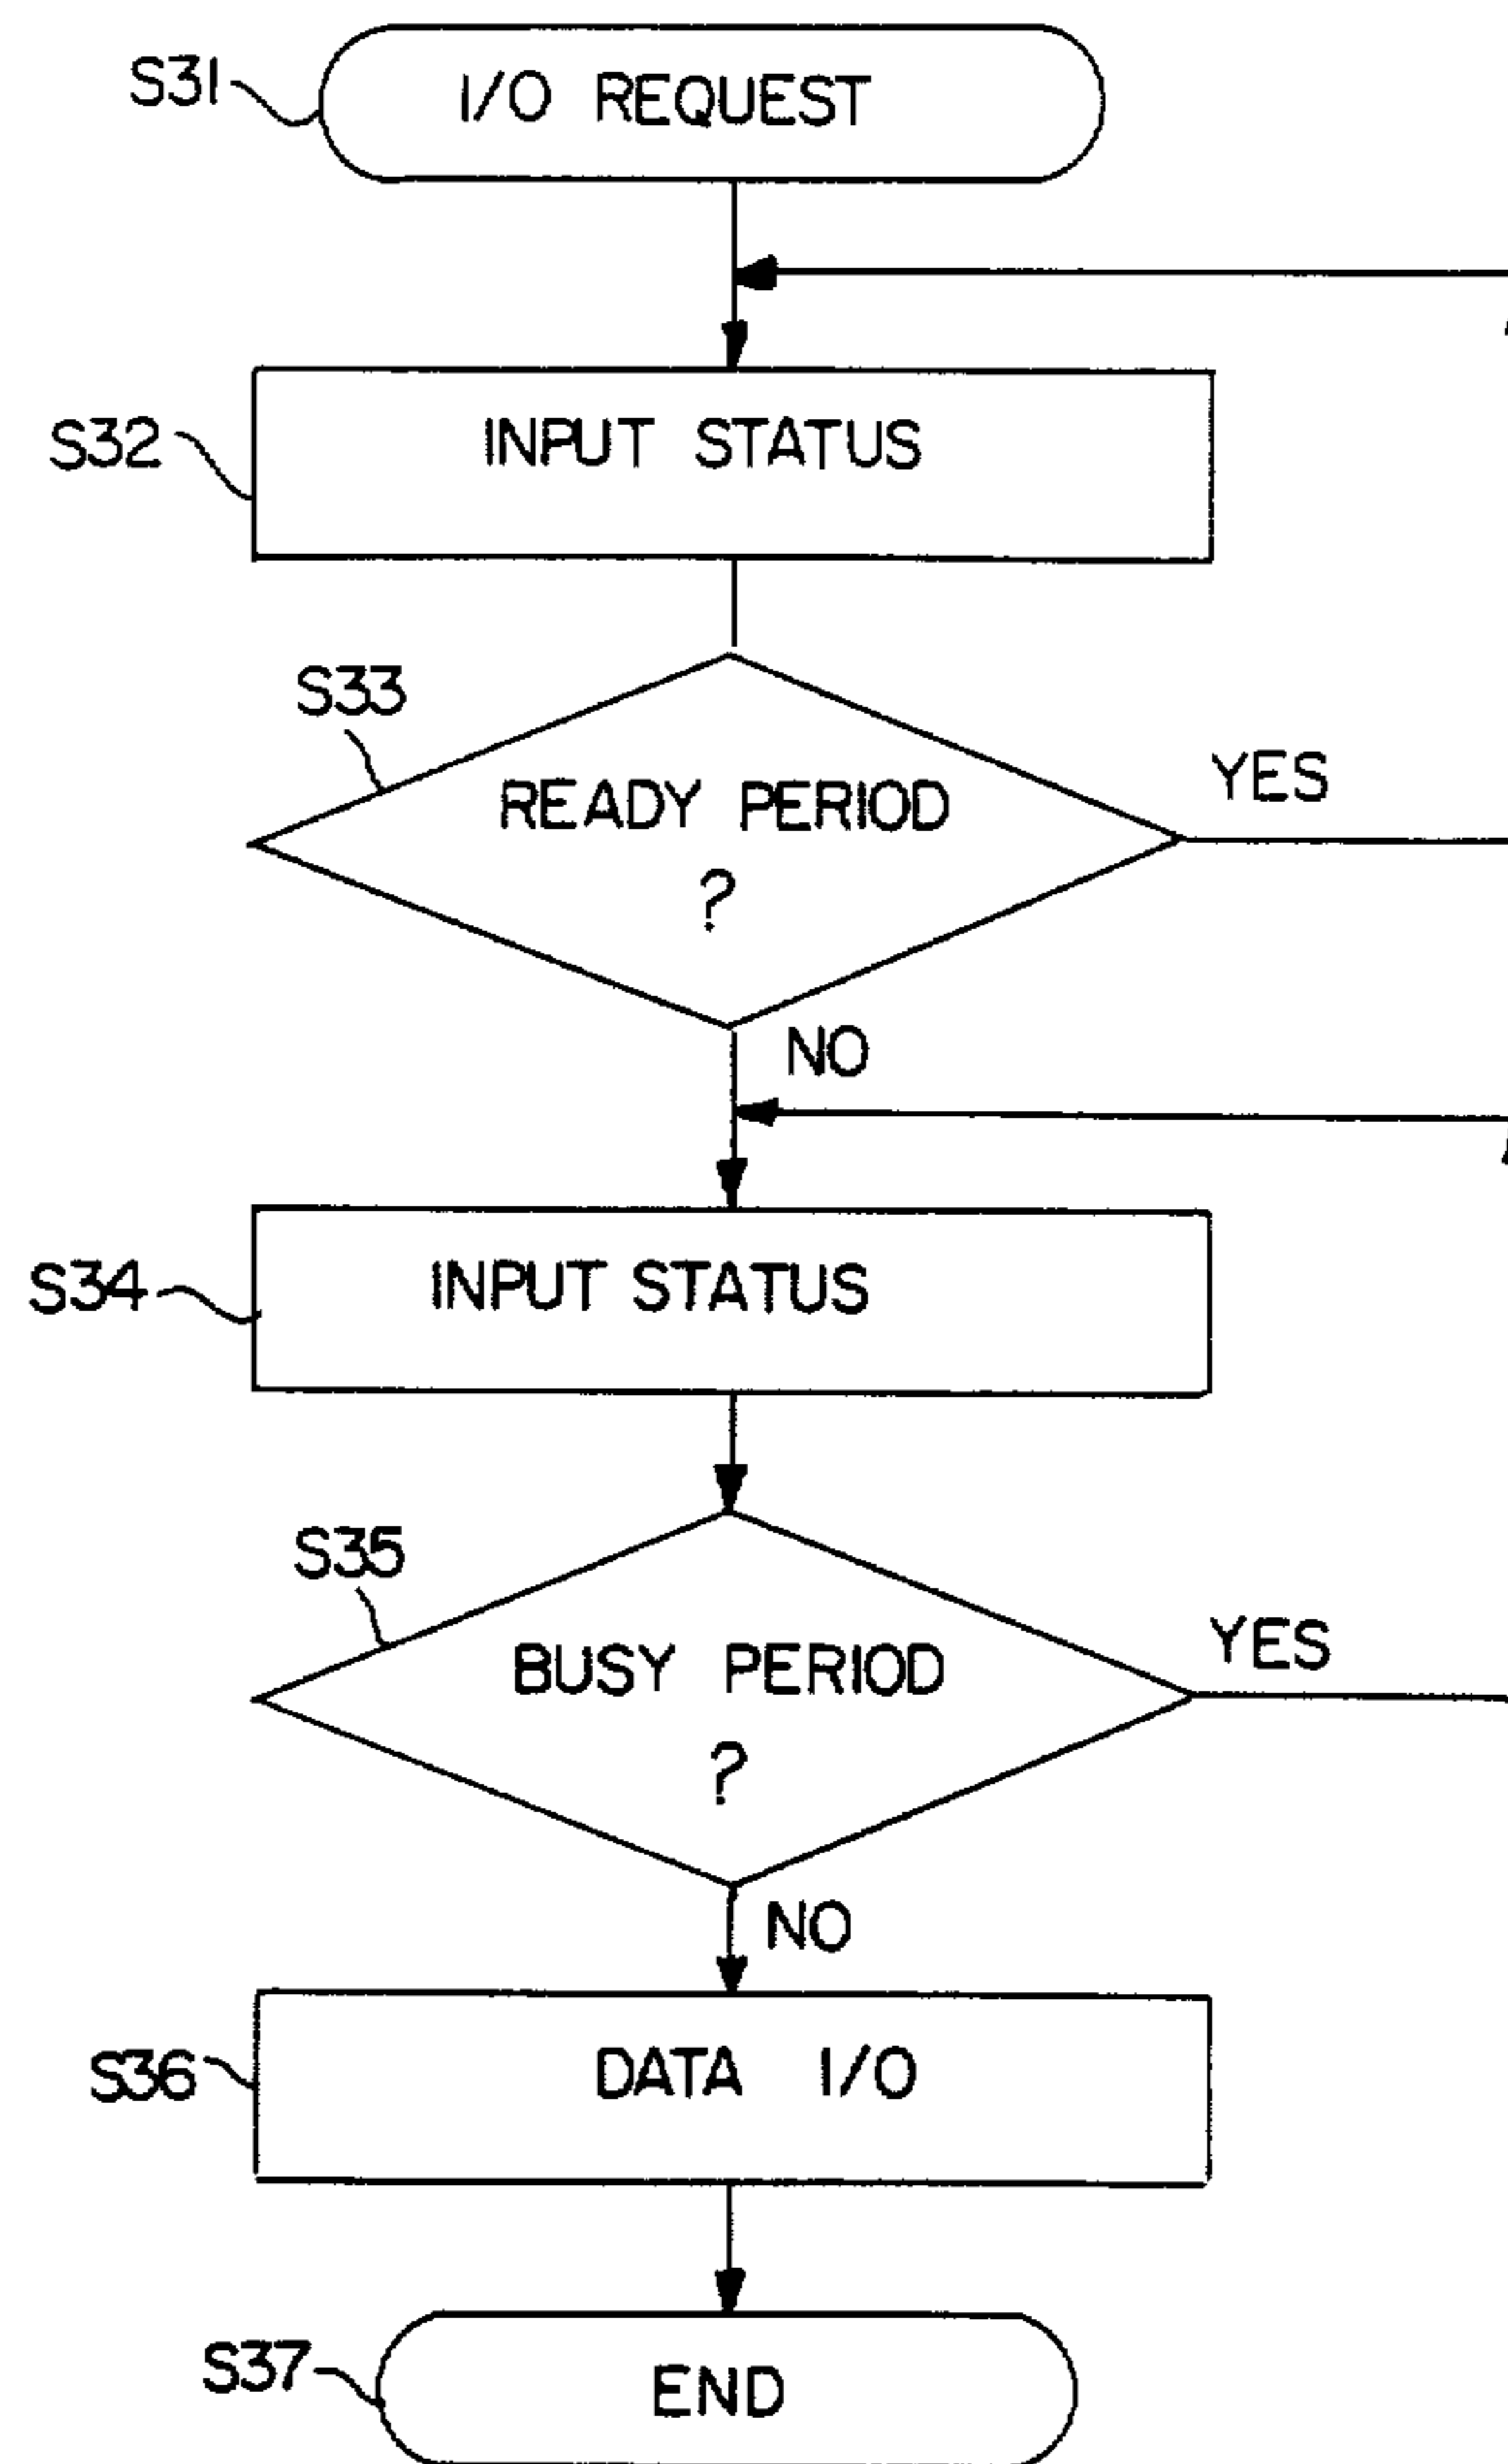 S31
I/O REQUEST
S32
INPUT STATUS
S33
READY PERIOD
?
YES
NO
S34
INPUT STATUS
S35
BUSY PERIOD
?
YES
NO
S36
DATA I/O
S37
END